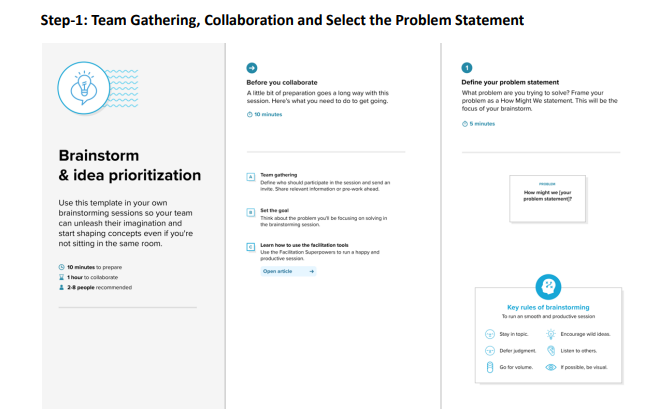 Step-1: Team Gathering, Collaboration and Select the Problem Statement
Brainstorm
& idea prioritization
Use this template in your own
brainstorming sessions so your team
can unleash their imagination and
start shaping concepts even if you're
not sitting in the same room.
10 minutes to prepare
1 hour to collaborate
2-8 people recommended
Before you collaborate
A little bit of preparation goes a long way with this
session. Here's what you need to do to get going.
10 minutes
A
Team gathering
Define who should participate in the session and send an
invite. Share relevant information or pre-work ahead.
B
Set the goal
Think about the problem you'll be focusing on solving in
the brainstorming session.
C
Learn how to use the facilitation tools
Use the Facilitation Superpowers to run a happy and
productive session.
Open article
1
Define your problem statement
What problem are you trying to solve? Frame your
problem as a How Might We statement. This will be the
focus of your brainstorm.
5 minutes
PROBLEM
How might we [your
problem statement]?
Key rules of brainstorming
To run an smooth and productive session
Stay in topic.
Encourage wild ideas.
Defer judgment.
Listen to others.
Go for volume.
If possible, be visual.